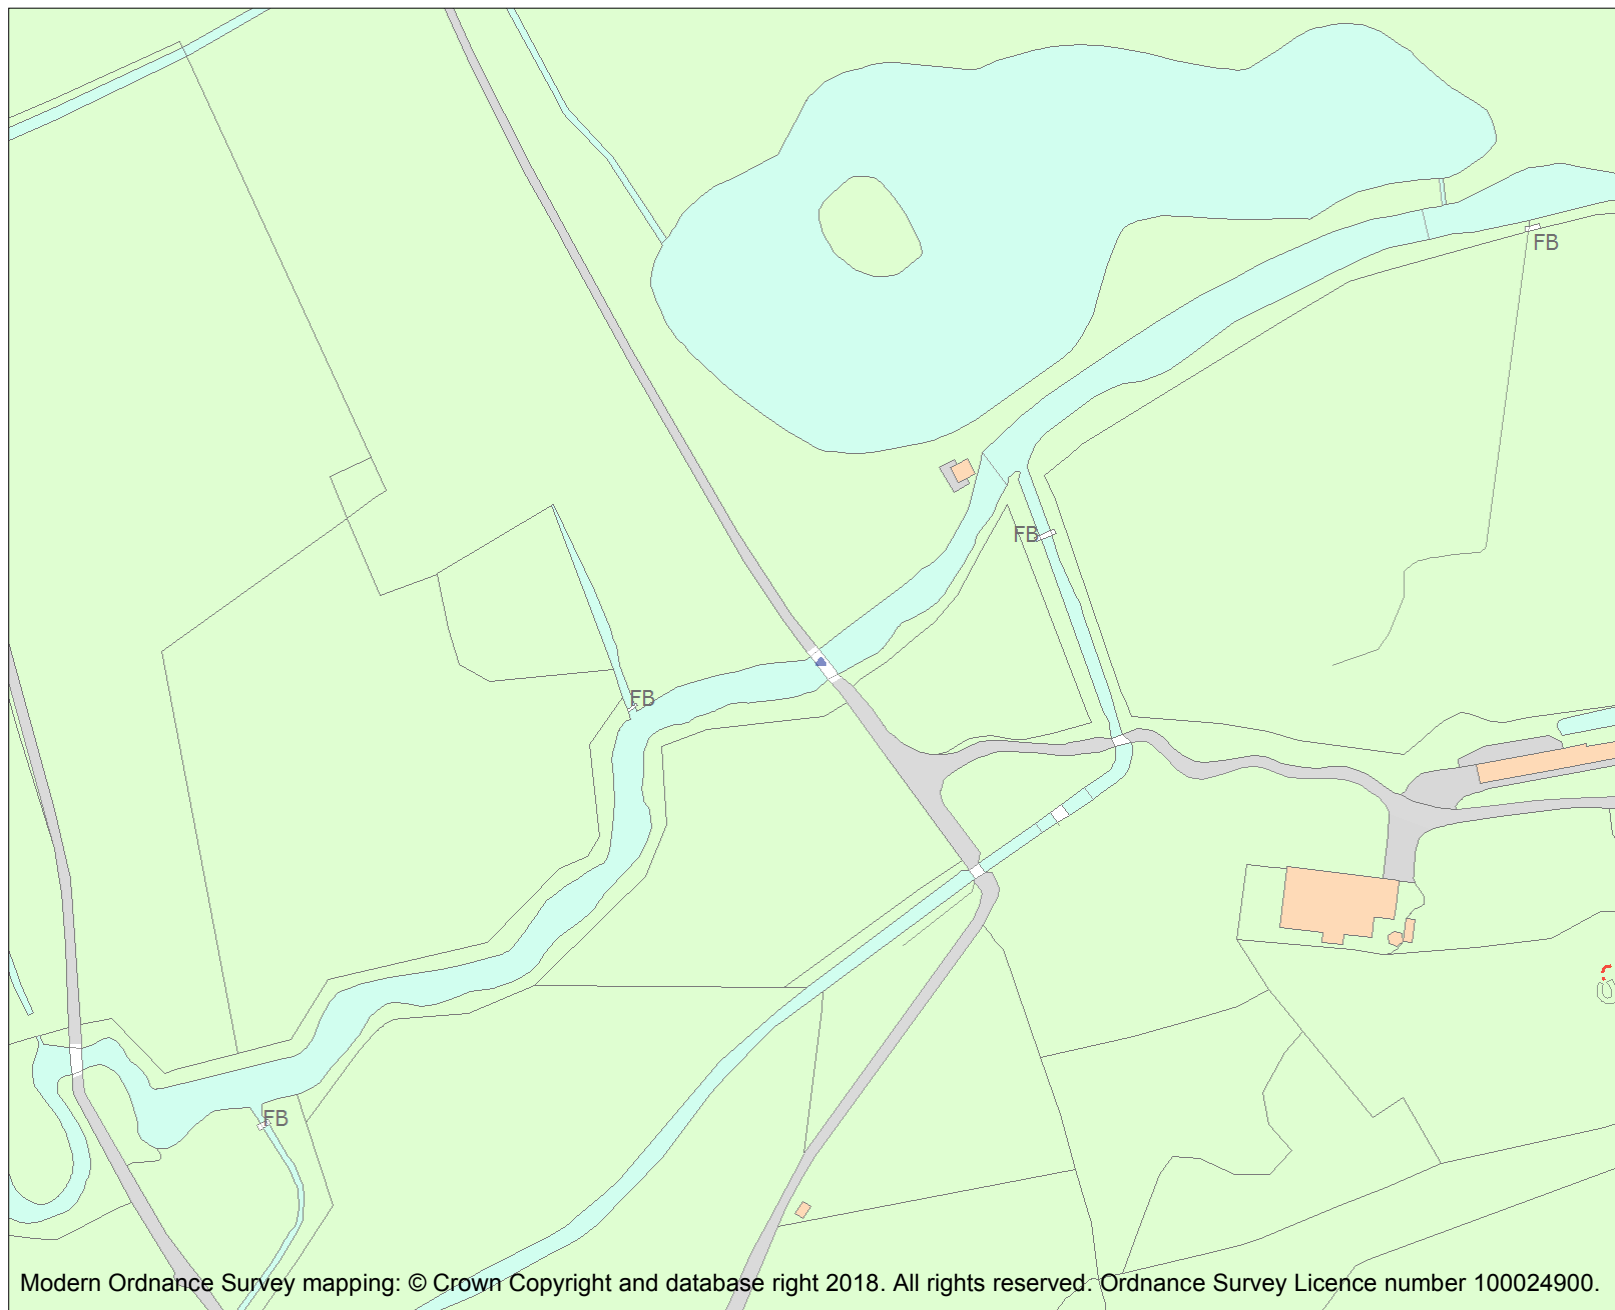 FB
FB
FB
FB
Modern Ordnance Survey mapping: © Crown Copyright and database right 2018. All rights reserved. Ordnance Survey Licence number 100024900.